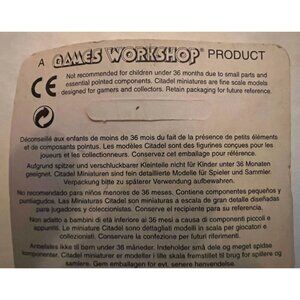 A GAMES WORKSHOP® PRODUCT
Not recommended for children under 36 months due to small parts and
essential pointed components. Citadel miniatures are fine scale models
designed for gamers and collectors. Retain packaging for future reference.
CE
Déconseillé aux enfants de moins de 36 mois du fait de la présence de petits éléments
et de composants pointus. Les modèles Citadel sont des figurines conçues pour les
joueurs et les collectionneurs. Conservez cet emballage pour référence.
Aufgrund spitzer und verschluckbarer Kleinteile nicht für Kinder unter 36 Monaten
geeignet. Citadel Miniaturen sind fein detaillierte Modelle für Spieler und Sammler.
Verpackung bitte zu späterer Verwendung aufbewahren.
No recomendado para niños menores de 36 meses. Contiene componentes pequeños y
puntiagudos. Las Miniaturas Citadel son miniaturas a escala de gran detalle diseñadas
para jugadores y coleccionistas. Conserve el recipiente para su referencia.
Non adatto a bambini di età inferiore ai 36 mesi a causa di componenti piccoli e
appuntiti. Le miniature Citadel sono dettagliati modelli in scala per giocatori e
collezionisti. Conservare la confezione per riferimenti futuri.
Anbefales ikke til børn under 36 måneder. Indeholder små dele og meget spidse
komponenter. Citadel miniaturer er modeller i lille skala fremstillet til brug for spillere og
samlere. Gem emballagen for evt. senere henvendelse.